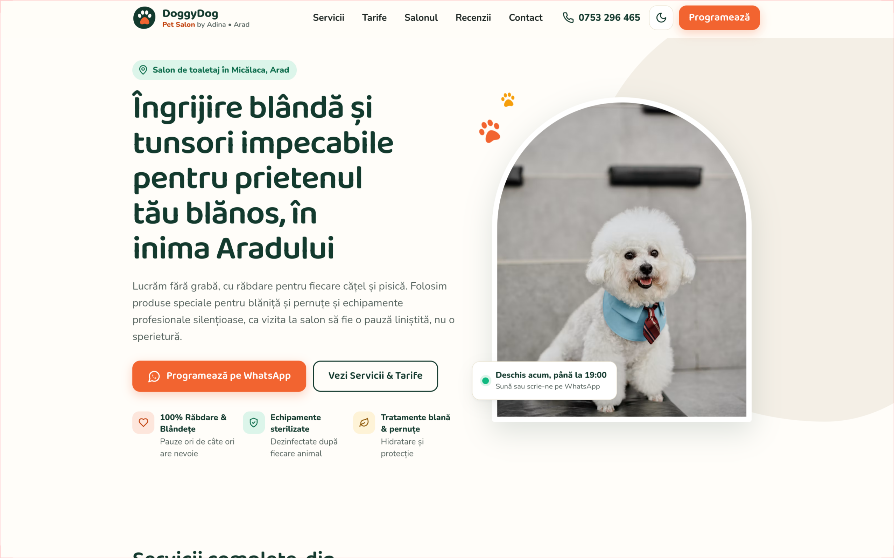 DoggyDog
Pet Salon by Adina • Arad
Servicii
Tarife
Salonul
Recenzii
Contact
0753 296 465
Programează
Salon de toaletaj în Micălaca, Arad
Îngrijire blândă și
tunsori impecabile
pentru prietenul
tău blănos, în
inima Aradului
Lucrăm fără grabă, cu răbdare pentru fiecare cățel și pisică. Folosim
produse speciale pentru blăniță și pernuțe și echipamente
profesionale silențioase, ca vizita la salon să fie o pauză liniștită, nu o
sperietură.
Programează pe WhatsApp
Vezi Servicii & Tarife
100% Răbdare &
Blândețe
Pauze ori de câte ori
are nevoie
Echipamente
sterilizate
Dezinfectate după
fiecare animal
Tratamente blană
& pernuțe
Hidratare și
protecție
Deschis acum, până la 19:00
Sună sau scrie-ne pe WhatsApp
Servicii complete, din